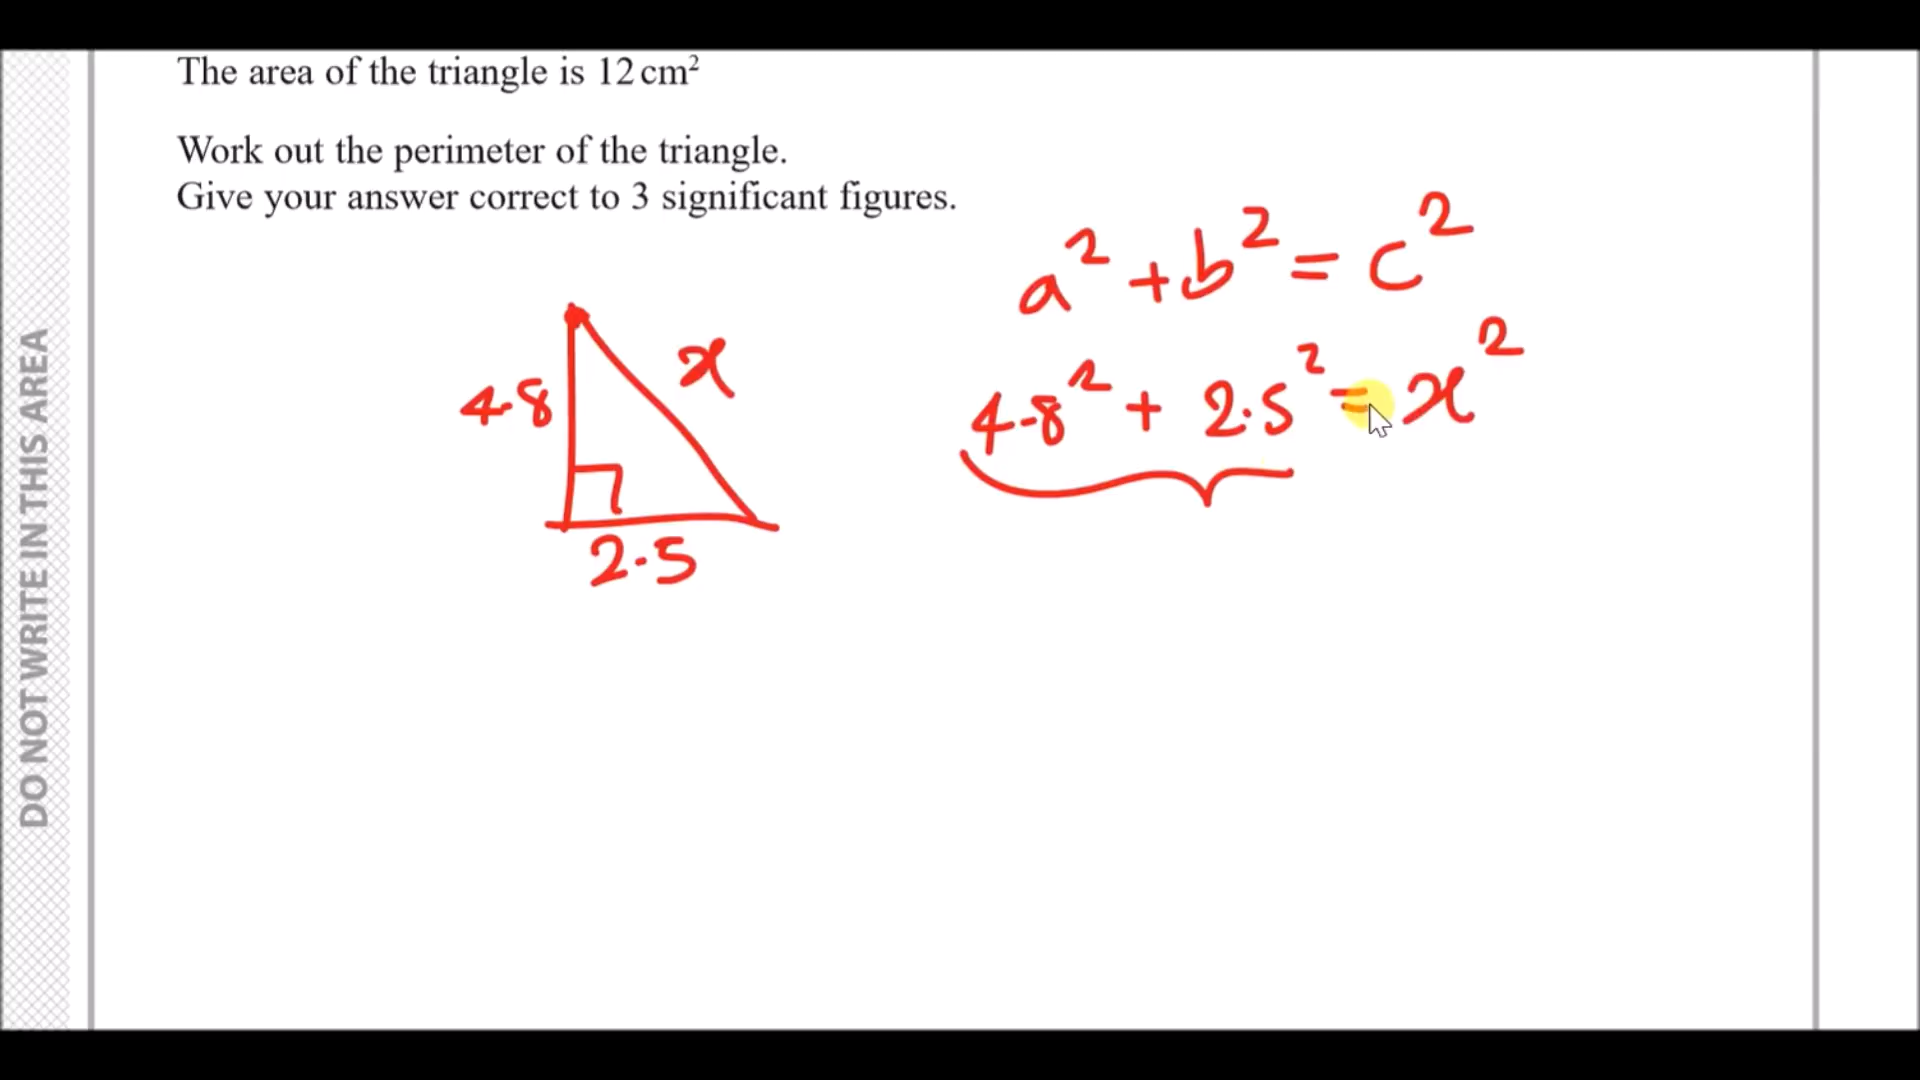 The area of the triangle is 12 cm²
Work out the perimeter of the triangle.
Give your answer correct to 3 significant figures.
a² + b² = c²
4.8² + 2.5² = x²
4.8
x
2.5
DO NOT WRITE IN THIS AREA